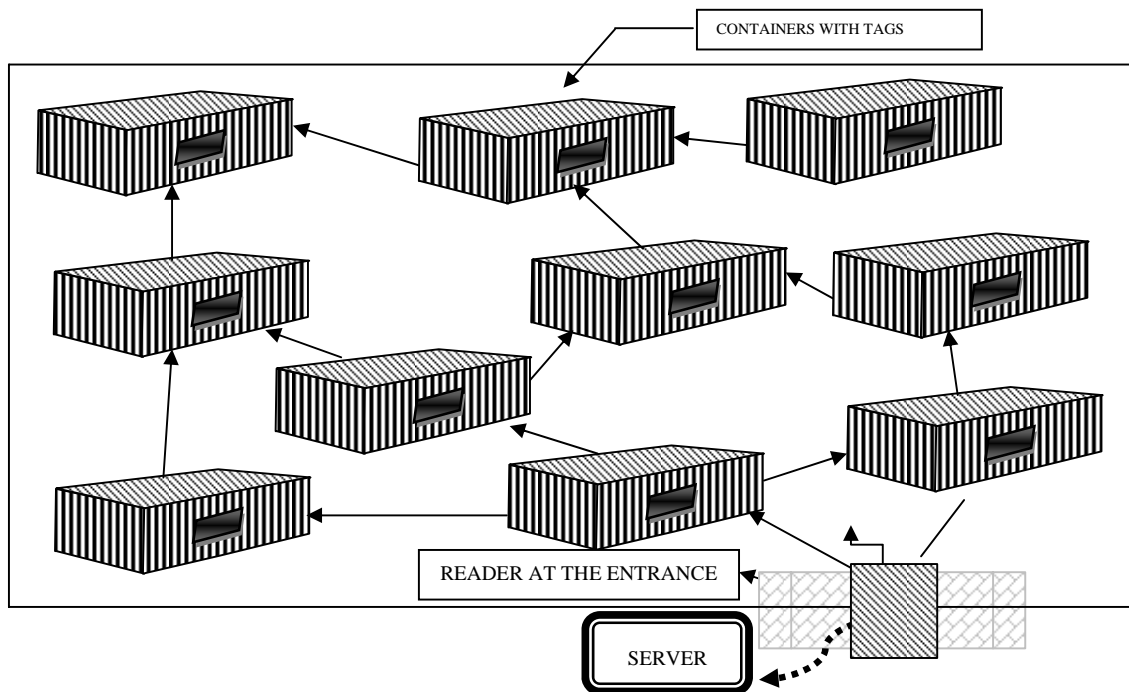 CONTAINERS WITH TAGS
READER AT THE ENTRANCE
SERVER